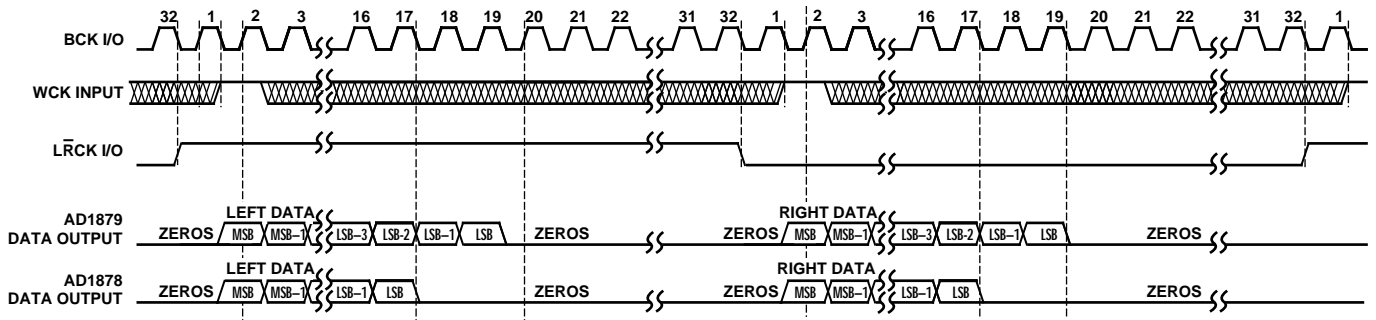 32 1 2 3 16 17 18 19 20 21 22 31 32 1 2 3 16 17 18 19 20 21 22 31 32 1
BCK I/O
WCK INPUT
LR̅CK I/O
LEFT DATA RIGHT DATA
AD1879
DATA OUTPUT
ZEROS MSB MSB–1 LSB–3 LSB-2 LSB–1 LSB ZEROS ZEROS MSB MSB–1 LSB–3 LSB-2 LSB–1 LSB ZEROS
LEFT DATA RIGHT DATA
AD1878
DATA OUTPUT
ZEROS MSB MSB–1 LSB–1 LSB ZEROS ZEROS MSB MSB–1 LSB–1 LSB ZEROS